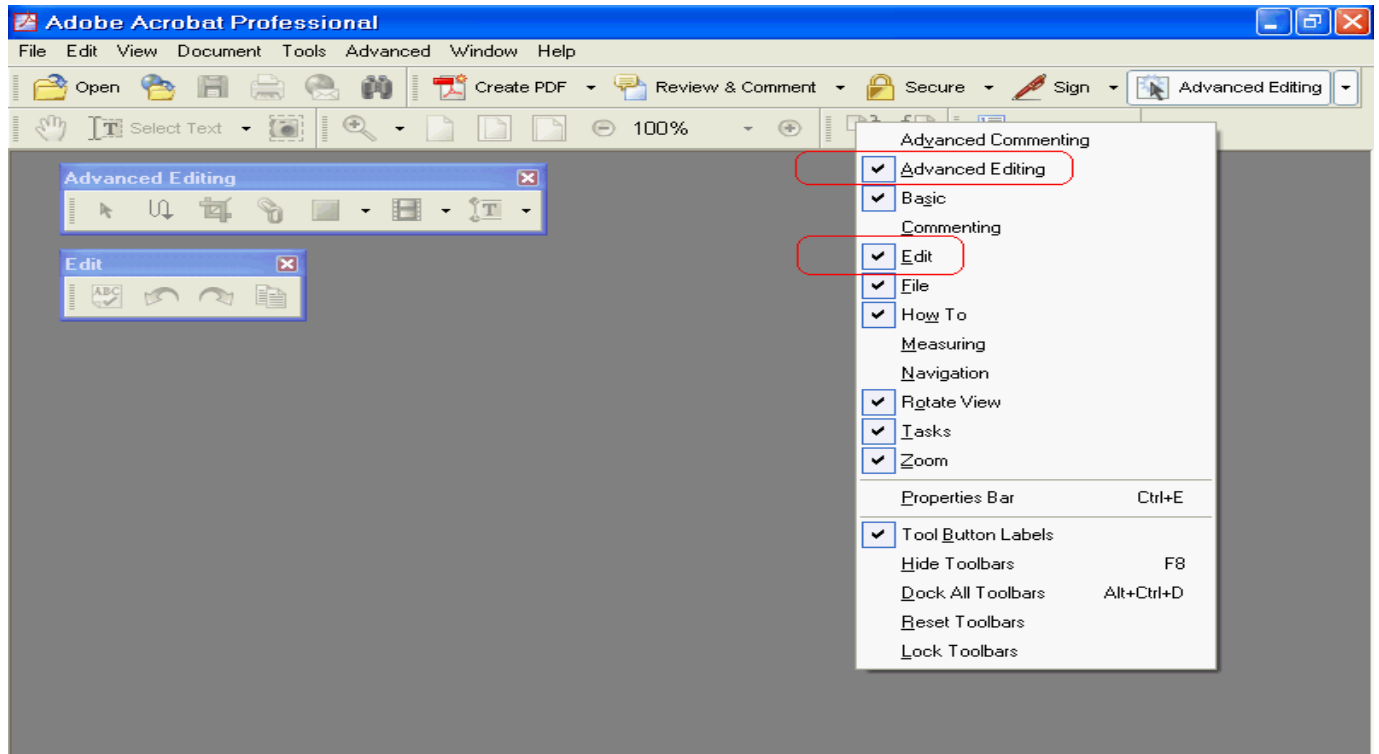 Adobe Acrobat Professional
File Edit View Document Tools Advanced Window Help
Open Create PDF Review & Comment Secure Sign Advanced Editing
T Select Text 100%
Advanced Commenting
Advanced Editing
Advanced Editing
T
Basic
Commenting
Edit
Edit
ABC
File
How To
Measuring
Navigation
Rotate View
Tasks
Zoom
Properties Bar Ctrl+E
Tool Button Labels
Hide Toolbars F8
Dock All Toolbars Alt+Ctrl+D
Reset Toolbars
Lock Toolbars